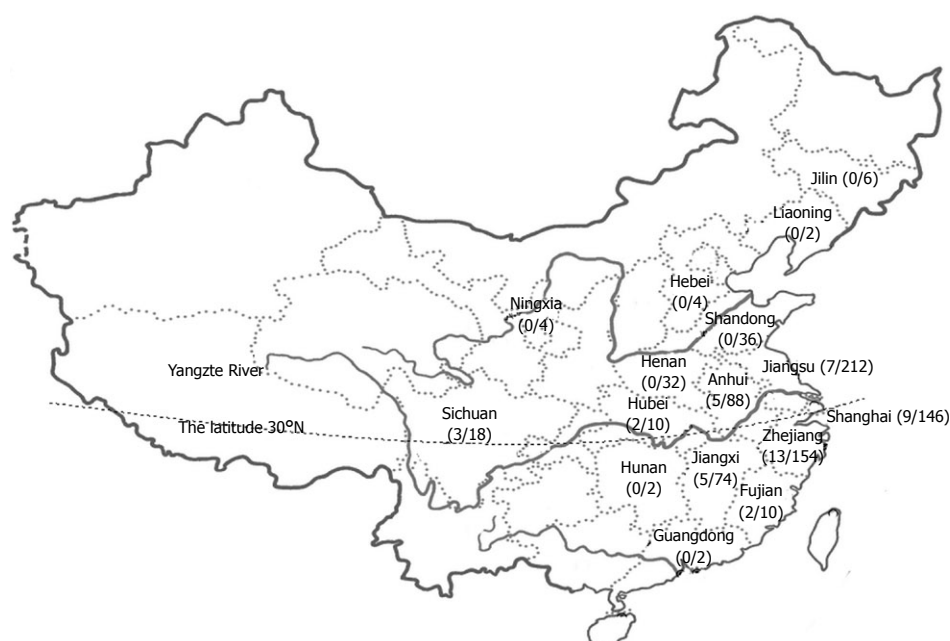 Jilin (0/6)
Liaoning
(0/2)
Hebei
(0/4)
Ningxia
(0/4)
Shandong
(0/36)
Henan
(0/32)
Yangzte River
Anhui
(5/88)
Jiangsu (7/212)
Hubei
(2/10)
Sichuan
(3/18)
Shanghai (9/146)
The latitude 30°N
Zhejiang
(13/154)
Hunan
(0/2)
Jiangxi
(5/74)
Fujian
(2/10)
Guangdong
(0/2)